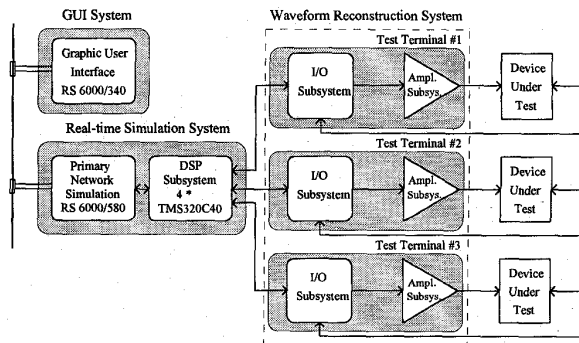 GUI System
Graphic User
Interface
RS 6000/340
Real-time Simulation System
Primary
Network
Simulation
RS 6000/580
DSP
Subsystem
4 *
TMS320C40
Waveform Reconstruction System
Test Terminal #1
I/O
Subsystem
Ampl.
Subsys.
Device
Under
Test
Test Terminal #2
I/O
Subsystem
Ampl.
Subsys.
Device
Under
Test
Test Terminal #3
I/O
Subsystem
Ampl.
Subsys.
Device
Under
Test